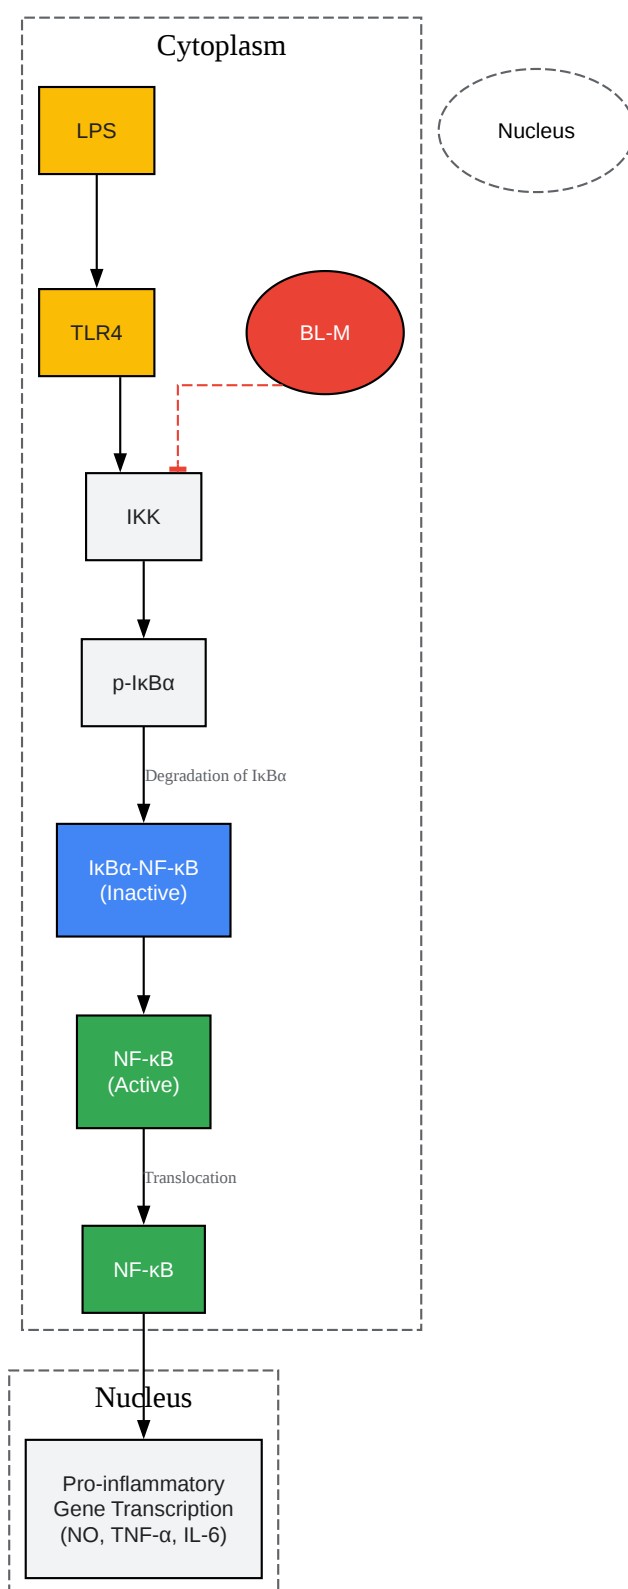 Cytoplasm
LPS
Nucleus
TLR4
BL-M
IKK
p-IκBα
Degradation of IκBα
IκBα-NF-κB
(Inactive)
NF-κB
(Active)
Translocation
NF-κB
Nucleus
Pro-inflammatory
Gene Transcription
(NO, TNF-α, IL-6)